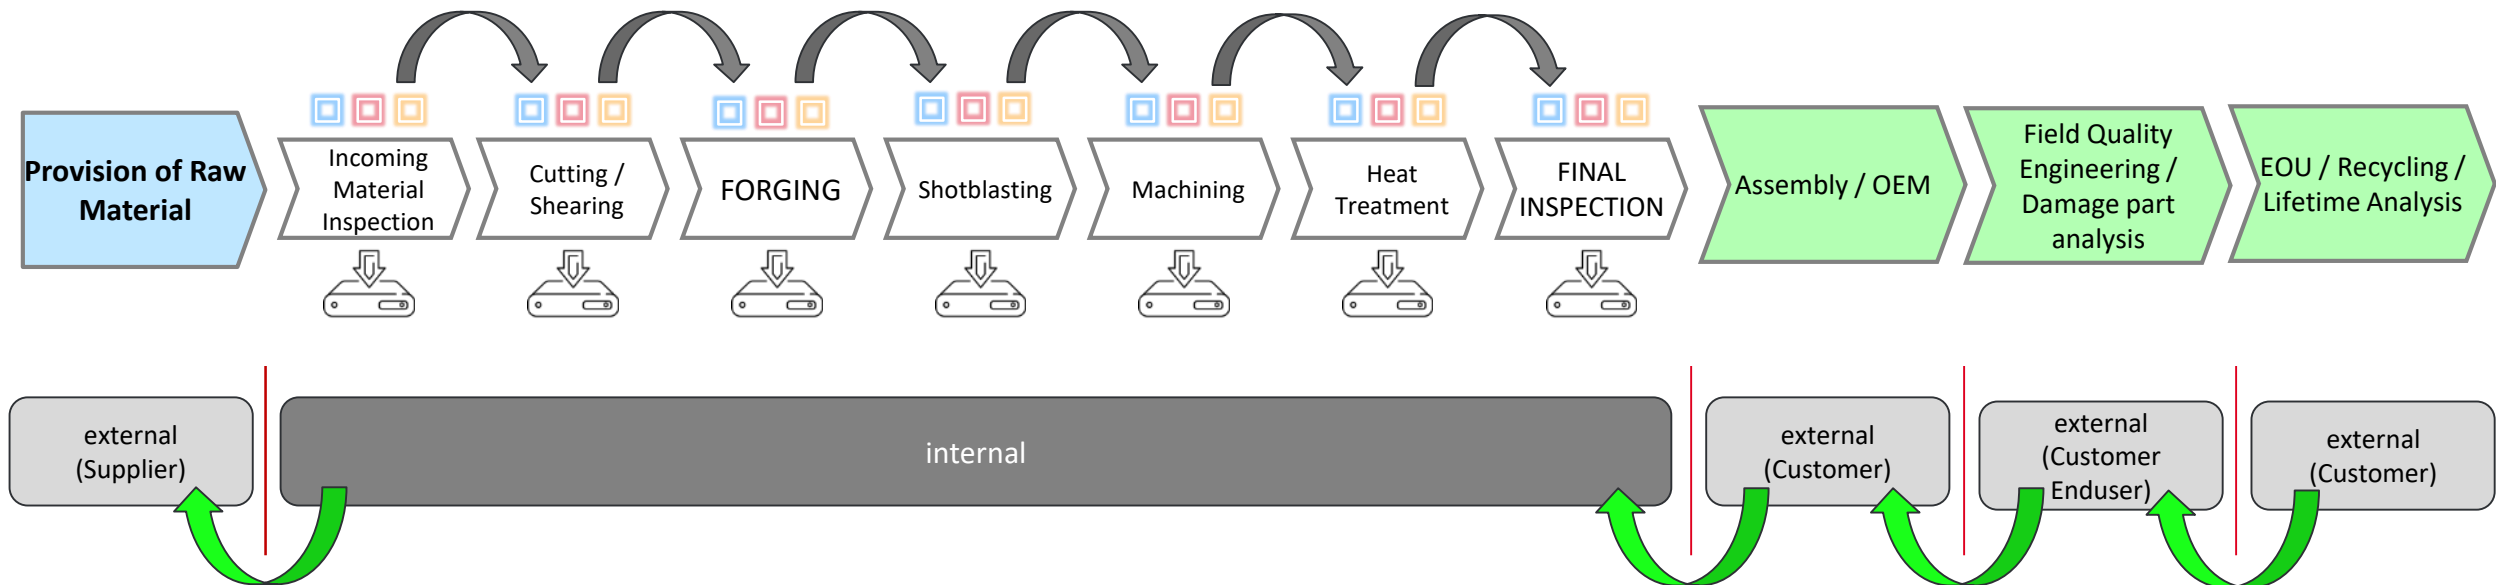 Provision of Raw
Material
Incoming
Material
Inspection
Cutting /
Shearing
FORGING
Shotblasting
Machining
Heat
Treatment
FINAL
INSPECTION
Assembly / OEM
Field Quality
Engineering /
Damage part
analysis
EOU / Recycling /
Lifetime Analysis
external
(Supplier)
internal
external
(Customer)
external
(Customer
Enduser)
external
(Customer)